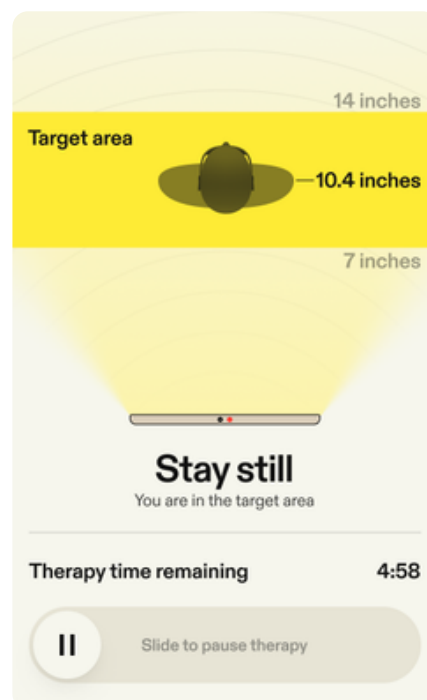 14 inches
Target area
10.4 inches
7 inches
Stay still
You are in the target area
Therapy time remaining
4:58
Slide to pause therapy